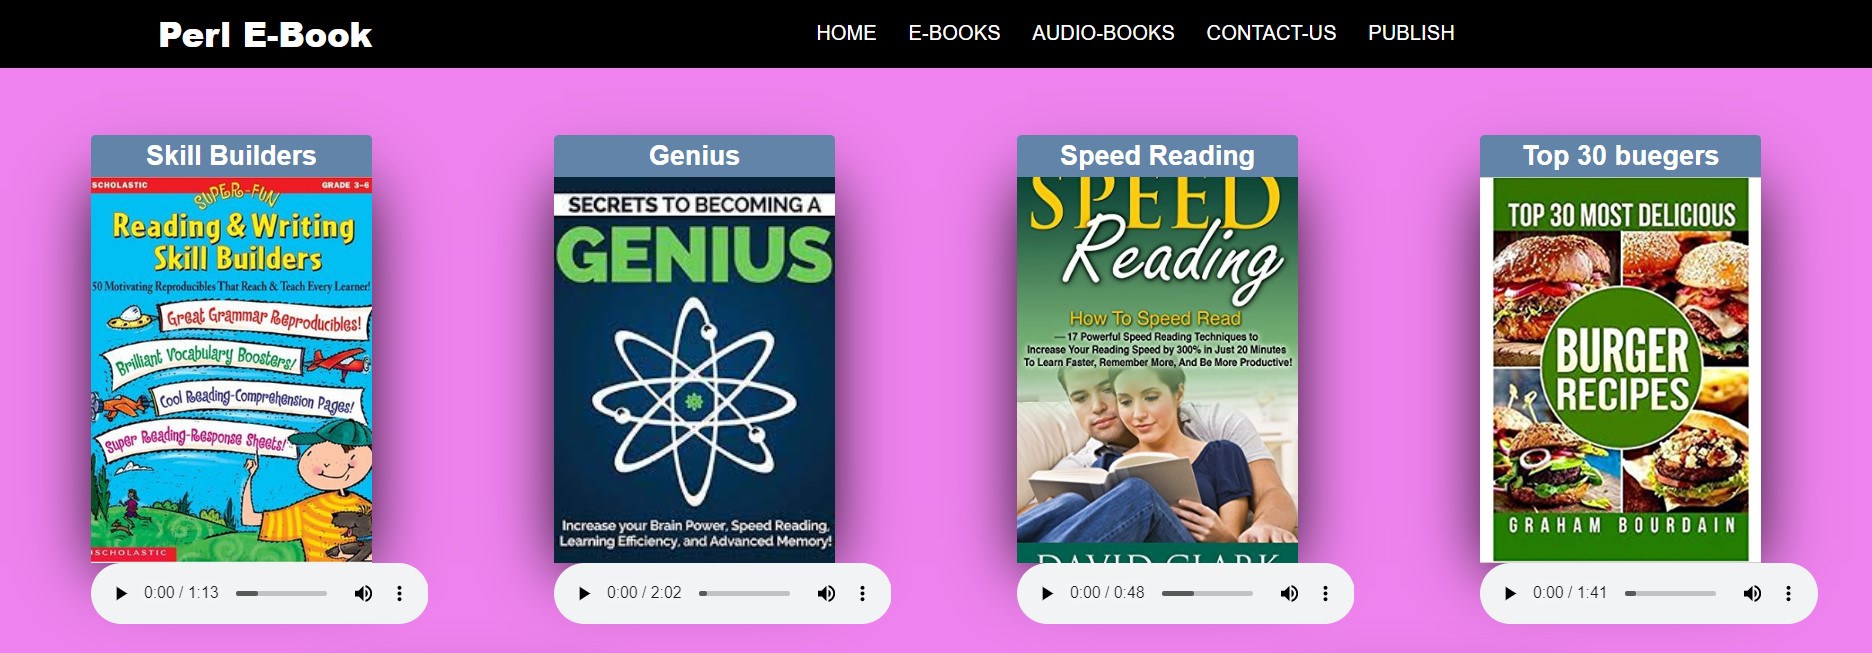 Perl E-Book
HOME E-BOOKS AUDIO-BOOKS CONTACT-US PUBLISH
Skill Builders
SCHOLASTIC GRADE 3-6
SUPER-FUN
Reading & Writing
Skill Builders
50 Motivating Reproducibles That Reach & Teach Every Learner!
Great Grammar Reproducibles!
Brilliant Vocabulary Boosters!
Cool Reading-Comprehension Pages!
Super Reading-Response Sheets!
SCHOLASTIC
0:00 / 1:13
Genius
SECRETS TO BECOMING A
GENIUS
Increase your Brain Power, Speed Reading,
Learning Efficiency, and Advanced Memory!
0:00 / 2:02
Speed Reading
SPEED
Reading
How To Speed Read
— 17 Powerful Speed Reading Techniques to
Increase Your Reading Speed by 300% in Just 20 Minutes
To Learn Faster, Remember More, And Be More Productive!
DAVID CLARK
0:00 / 0:48
Top 30 buegers
TOP 30 MOST DELICIOUS
BURGER
RECIPES
GRAHAM BOURDAIN
0:00 / 1:41